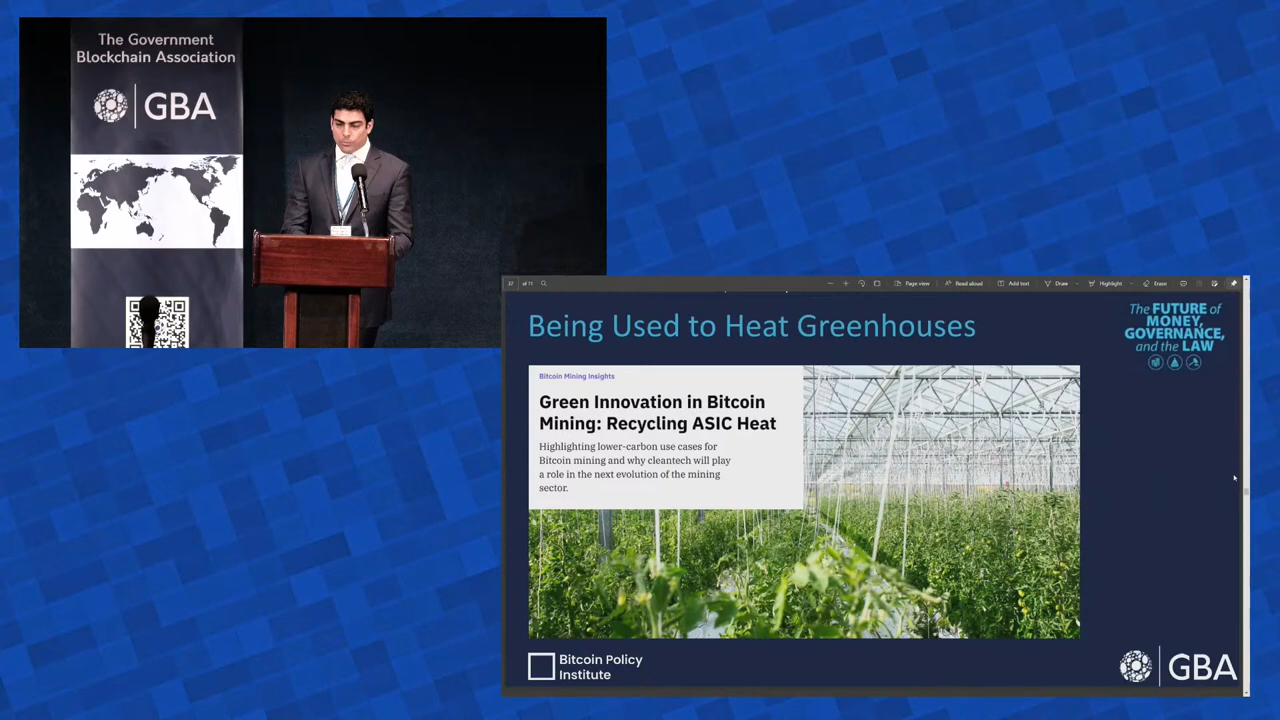 The Government
Blockchain Association
GBA
37 of 71
Page view
Read aloud
Add text
Draw
Highlight
Erase
Being Used to Heat Greenhouses
The FUTURE of
MONEY,
GOVERNANCE,
and the LAW
Bitcoin Mining Insights
Green Innovation in Bitcoin
Mining: Recycling ASIC Heat
Highlighting lower-carbon use cases for
Bitcoin mining and why cleantech will play
a role in the next evolution of the mining
sector.
Bitcoin Policy
Institute
GBA